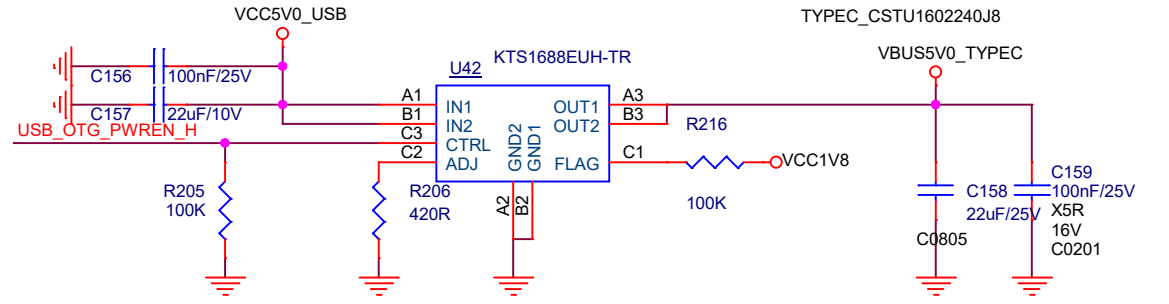 VCC5V0_USB
TYPEC_CSTU1602240J8
KTS1688EUH-TR
VBUS5V0_TYPEC
U42
C156
100nF/25V
C157
22uF/10V
USB_OTG_PWREN_H
A1
IN1
OUT1
A3
B1
IN2
OUT2
B3
C3
CTRL
C2
ADJ
GND2
GND1
FLAG
C1
R216
100K
VCC1V8
R205
100K
R206
420R
A2
B2
C158
22uF/25V
C0805
C159
100nF/25V
X5R
16V
C0201